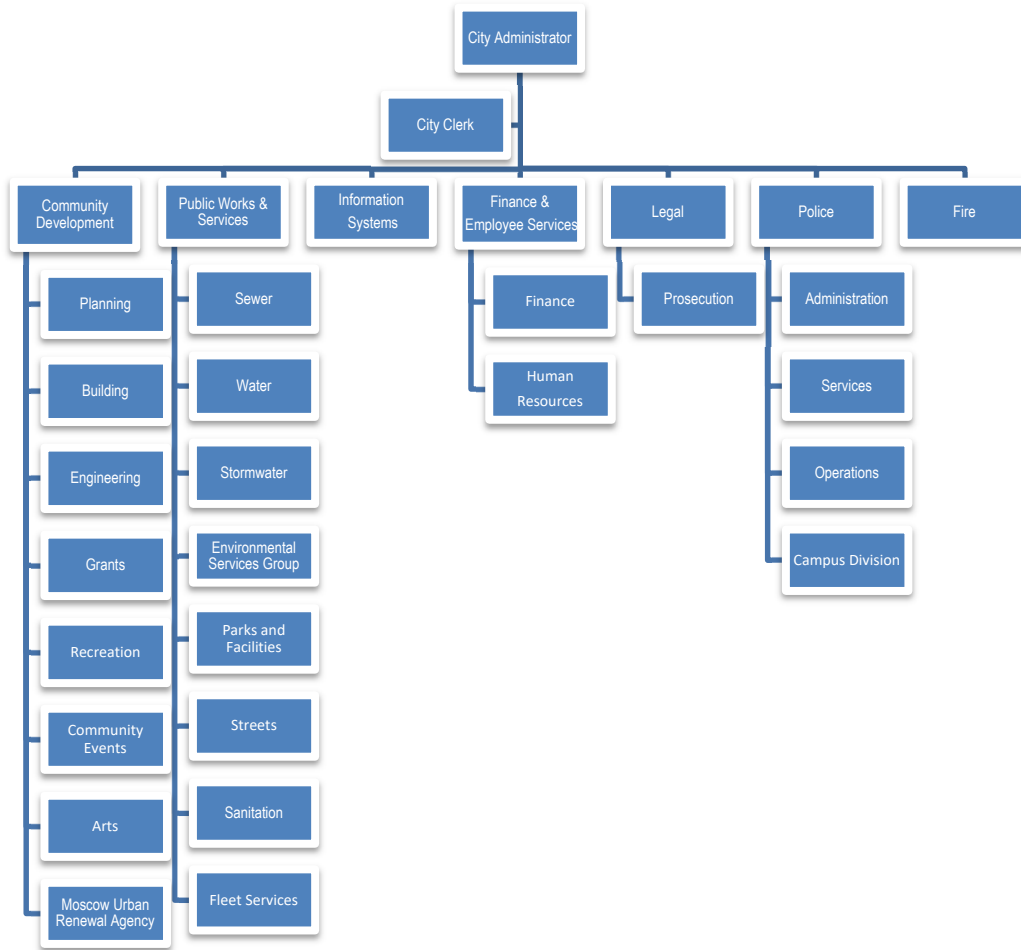 City Administrator
City Clerk
Community
Development
Public Works &
Services
Information
Systems
Finance &
Employee Services
Legal
Police
Fire
Planning
Building
Engineering
Grants
Recreation
Community
Events
Arts
Moscow Urban
Renewal Agency
Sewer
Water
Stormwater
Environmental
Services Group
Parks and
Facilities
Streets
Sanitation
Fleet Services
Finance
Human
Resources
Prosecution
Administration
Services
Operations
Campus Division